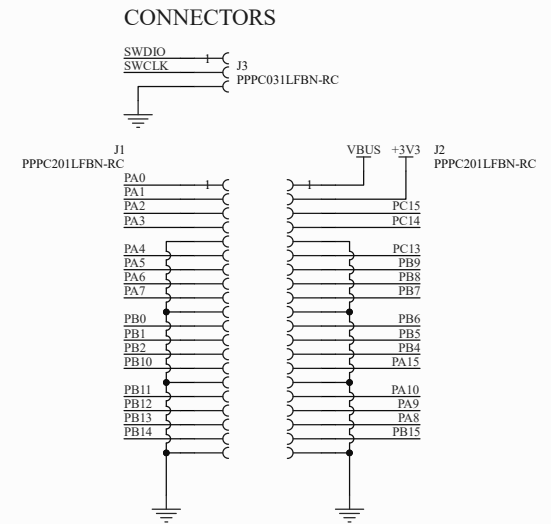 CONNECTORS
SWDIO
1
SWCLK
J3
PPPC031LFBN-RC
J1
PPPC201LFBN-RC
VBUS +3V3
J2
PPPC201LFBN-RC
PA0
1
1
PA1
PA2
PC15
PA3
PC14
PA4
PC13
PA5
PB9
PA6
PB8
PA7
PB7
PB0
PB6
PB1
PB5
PB2
PB4
PB10
PA15
PB11
PA10
PB12
PA9
PB13
PA8
PB14
PB15